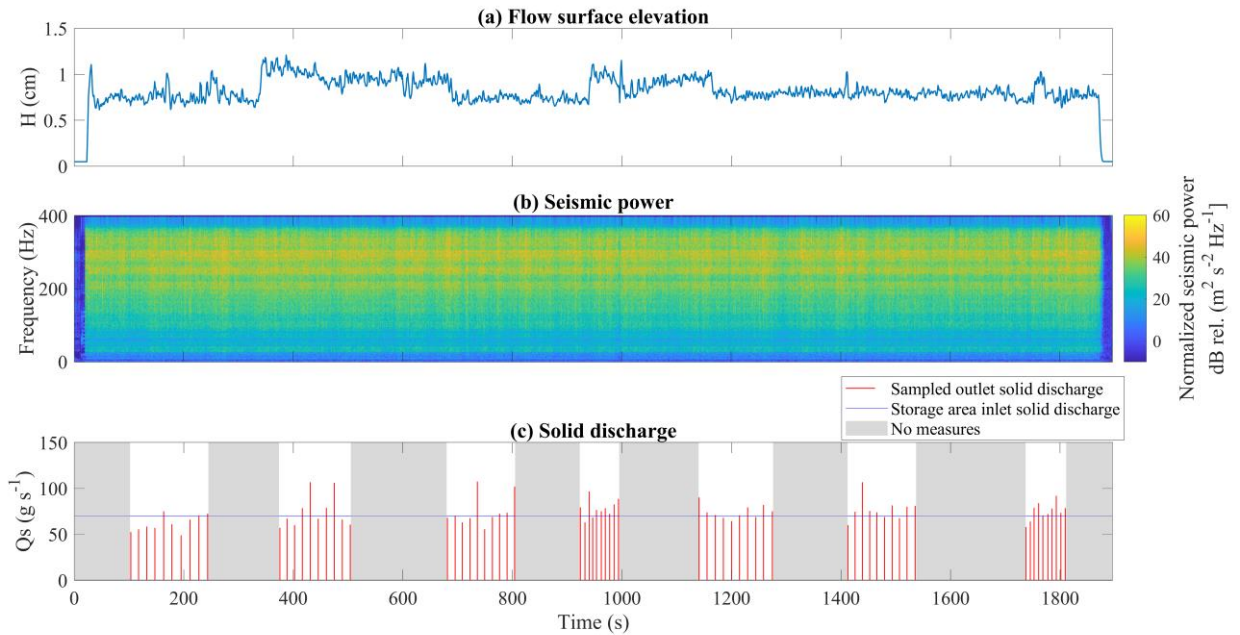 (a) Flow surface elevation
1.5
1
0.5
0
H (cm)
(b) Seismic power
400
200
0
Frequency (Hz)
60
40
20
0
Normalized seismic power
dB rel. (m² s⁻² Hz⁻¹)
Sampled outlet solid discharge
Storage area inlet solid discharge
No measures
(c) Solid discharge
150
100
50
0
Qs (g s⁻¹)
0 200 400 600 800 1000 1200 1400 1600 1800
Time (s)